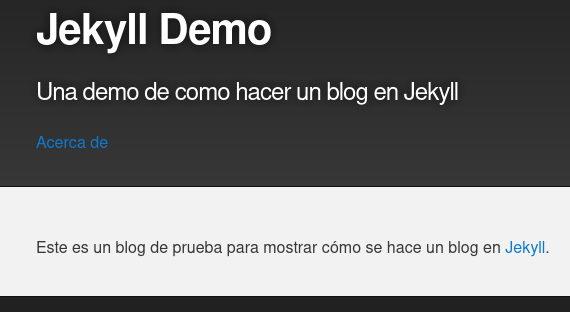 Jekyll Demo
Una demo de como hacer un blog en Jekyll
Acerca de
Este es un blog de prueba para mostrar cómo se hace un blog en Jekyll.